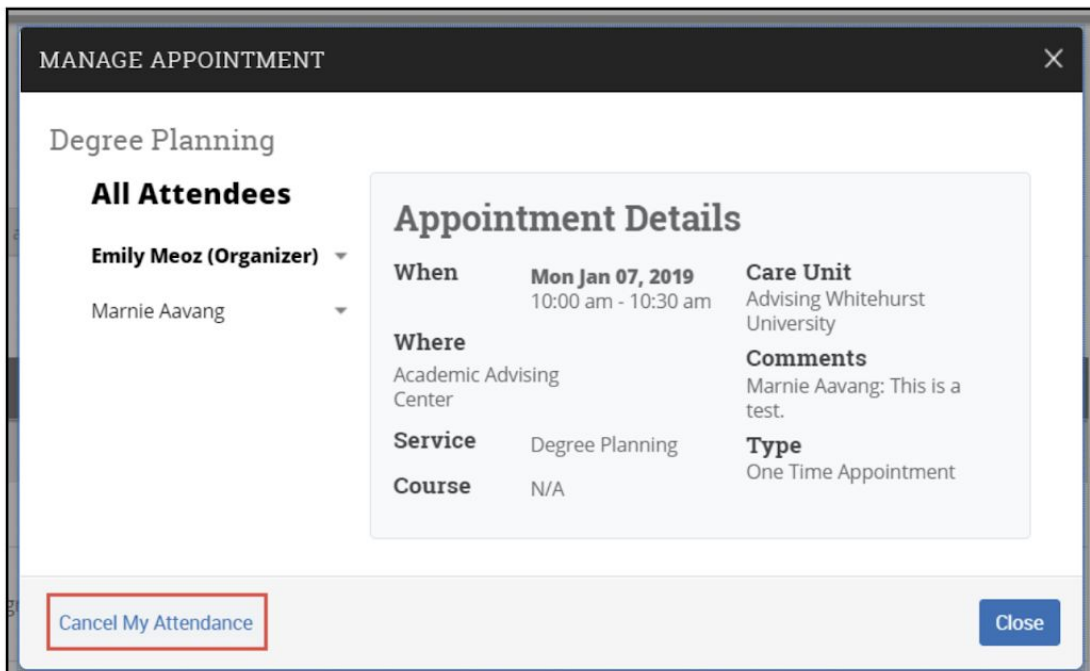 MANAGE APPOINTMENT
Degree Planning
All Attendees
Emily Meoz (Organizer)
Marnie Aavang
Appointment Details
When
Mon Jan 07, 2019
10:00 am - 10:30 am
Where
Academic Advising
Center
Service
Degree Planning
Course
N/A
Care Unit
Advising Whitehurst
University
Comments
Marnie Aavang: This is a
test.
Type
One Time Appointment
Cancel My Attendance
Close